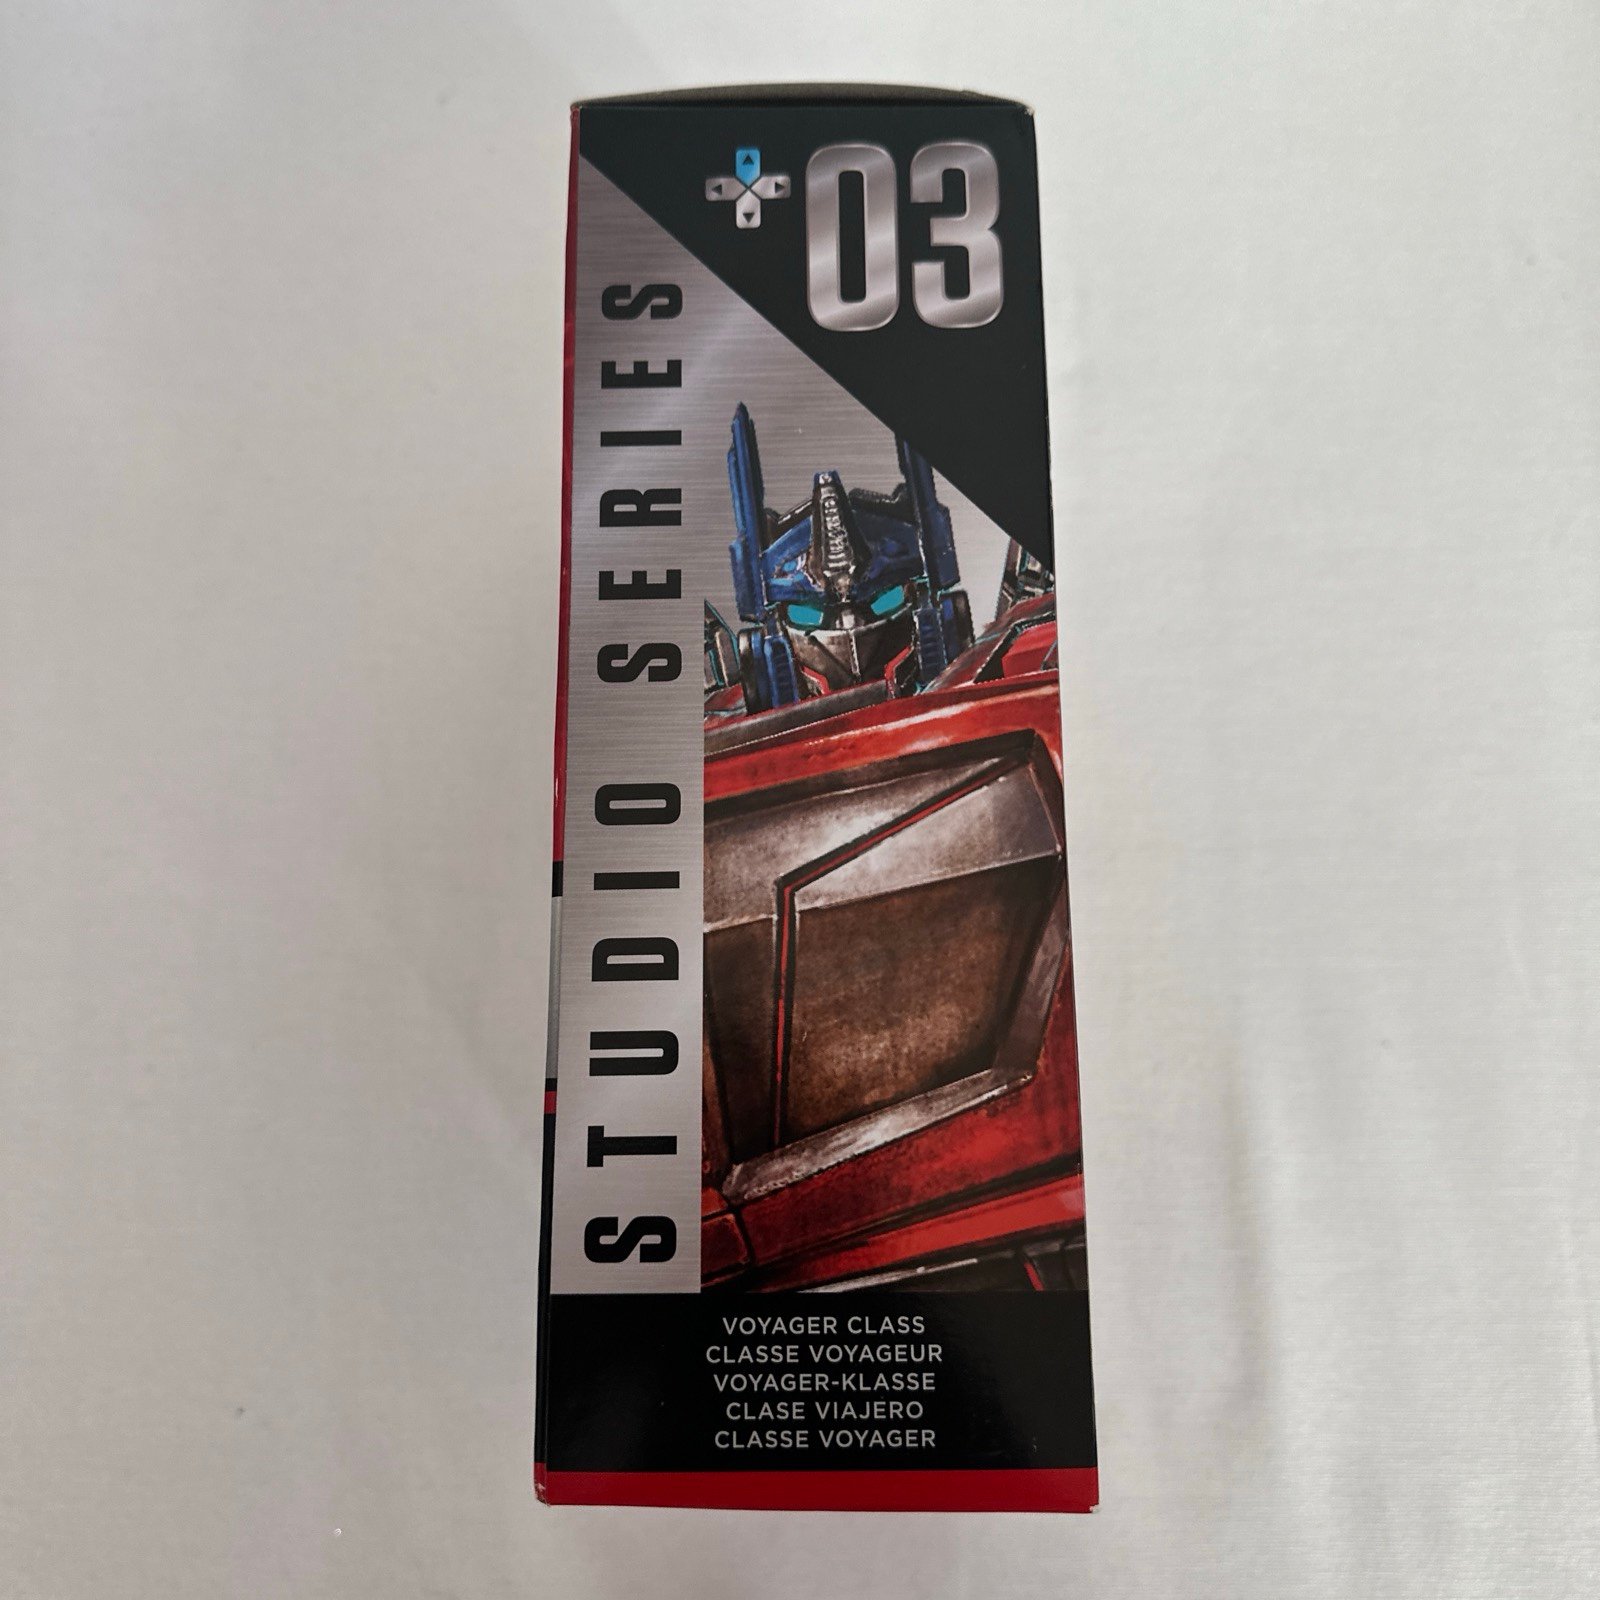 03
STUDIO SERIES
VOYAGER CLASS
CLASSE VOYAGEUR
VOYAGER-KLASSE
CLASE VIAJERO
CLASSE VOYAGER